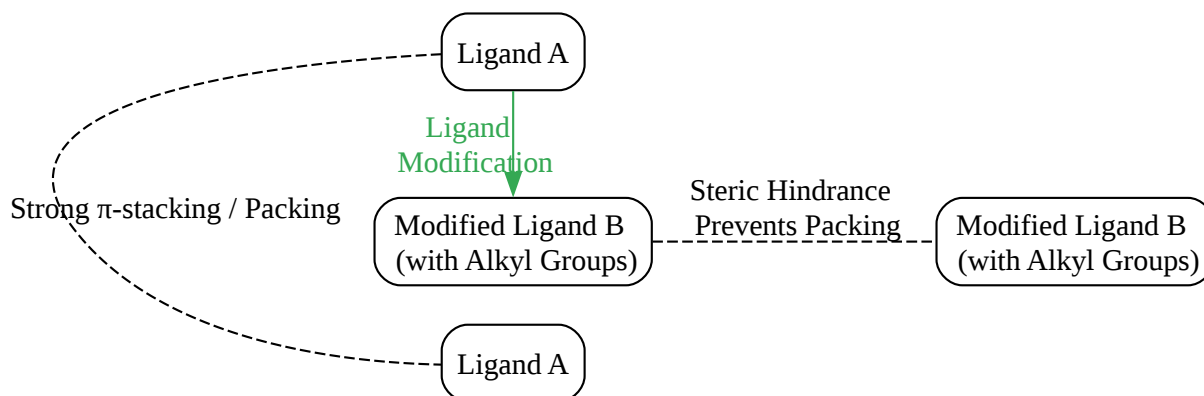 Ligand A
Ligand
Modification
Strong π-stacking / Packing
Modified Ligand B
(with Alkyl Groups)
Steric Hindrance
Prevents Packing
Modified Ligand B
(with Alkyl Groups)
Ligand A